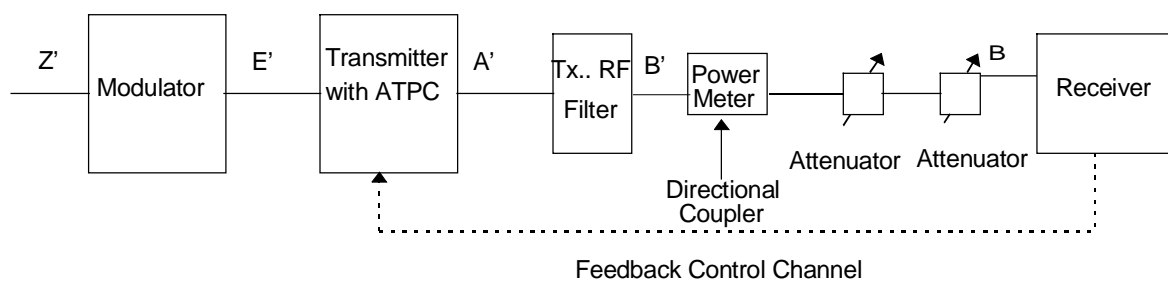 Z’
Modulator
E’
Transmitter
with ATPC
A’
Tx.. RF
Filter
B’
Power
Meter
Directional
Coupler
Attenuator
Attenuator
B
Receiver
Feedback Control Channel